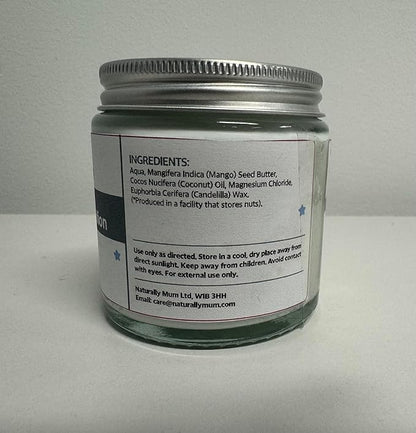 INGREDIENTS:
Aqua, Mangifera Indica (Mango) Seed Butter,
Cocos Nucifera (Coconut) Oil, Magnesium Chloride,
Euphorbia Cerifera (Candelilla) Wax.
(*Produced in a facility that stores nuts).
ion
Use only as directed. Store in a cool, dry place away from
direct sunlight. Keep away from children. Avoid contact
with eyes. For external use only.
Naturally Mum Ltd, W1B 3HH
Email: care@naturallymum.com